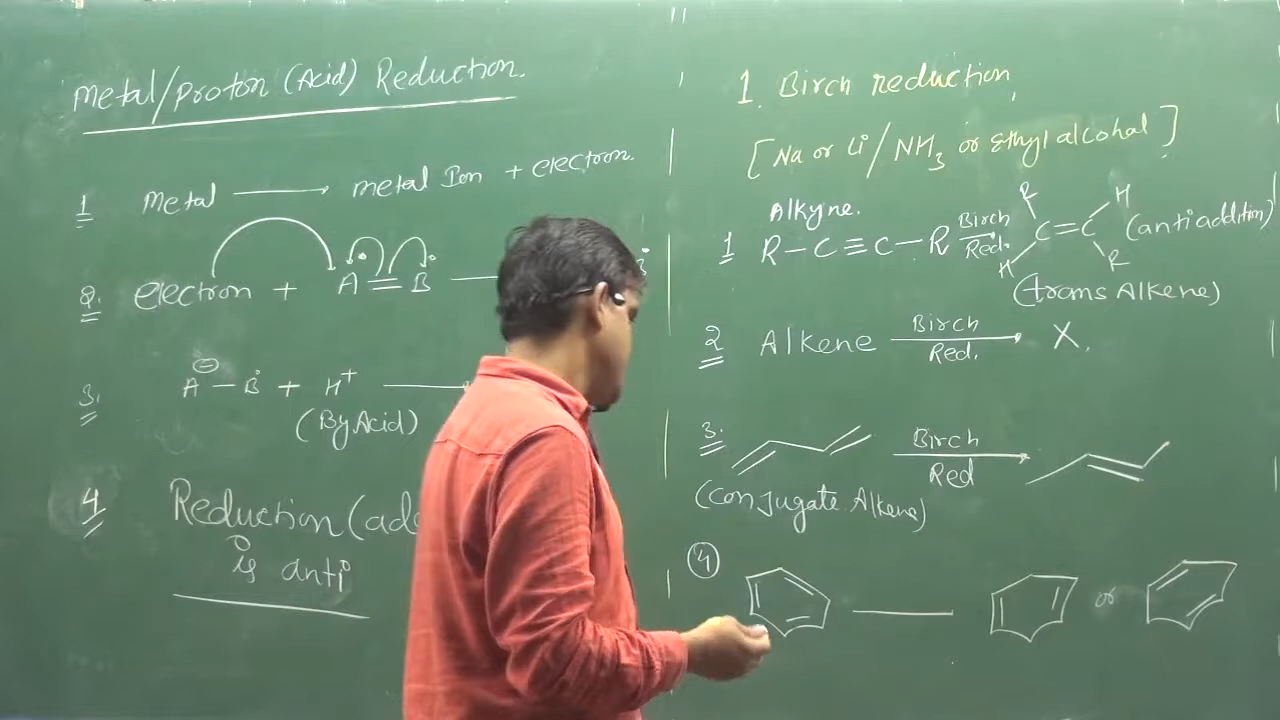 Metal/Proton (Acid) Reduction.
1 Metal ⟶ metal Ion + electron.
2. electron + A = B —
3. A⊖ — Ḃ + H⁺ ⟶
(By Acid)
4 Reduction (add
is anti
1. Birch reduction,
[Na or Li/NH₃ or Ethyl alcohal]
Alkyne.
1 R—C≡C—R Birch Red. R H C=C H R (anti addition)
(trans Alkene)
2 Alkene Birch Red. ⟶ X.
3. Birch Red ⟶
(Conjugate Alkene)
4 — or